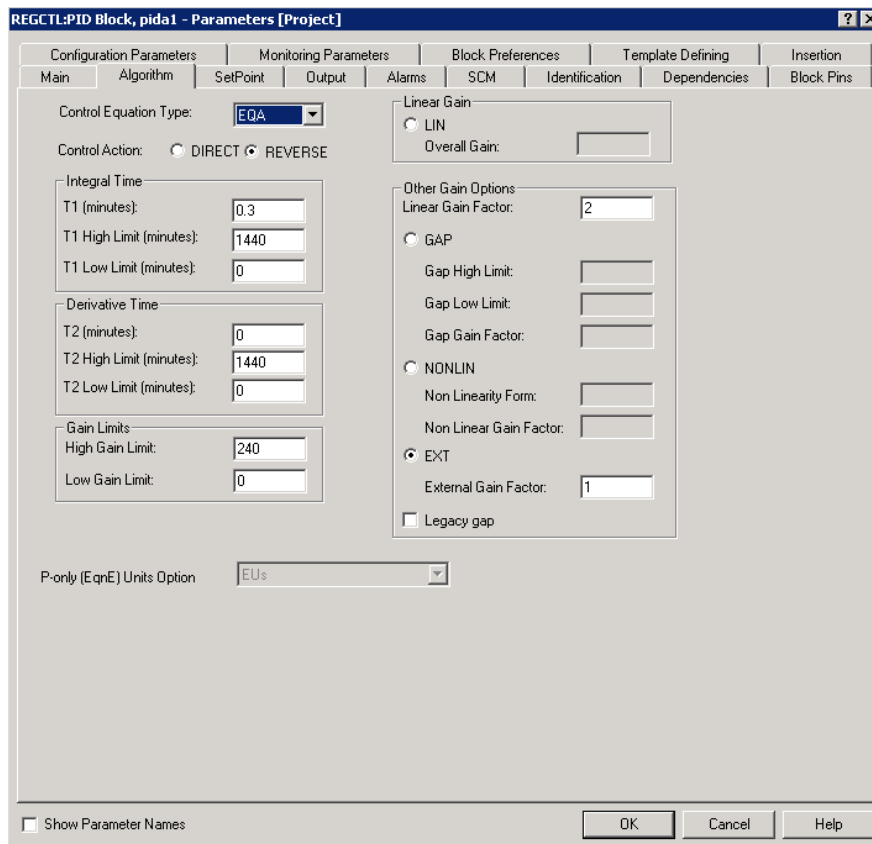 REGCTL:PID Block, pida1 - Parameters [Project]
Configuration Parameters Monitoring Parameters Block Preferences Template Defining Insertion
Main Algorithm SetPoint Output Alarms SCM Identification Dependencies Block Pins
Control Equation Type: EQA
Control Action: DIRECT REVERSE
Integral Time
T1 (minutes): 0.3
T1 High Limit (minutes): 1440
T1 Low Limit (minutes): 0
Derivative Time
T2 (minutes): 0
T2 High Limit (minutes): 1440
T2 Low Limit (minutes): 0
Gain Limits
High Gain Limit: 240
Low Gain Limit: 0
Linear Gain
LIN
Overall Gain:
Other Gain Options
Linear Gain Factor: 2
GAP
Gap High Limit:
Gap Low Limit:
Gap Gain Factor:
NONLIN
Non Linearity Form:
Non Linear Gain Factor:
EXT
External Gain Factor: 1
Legacy gap
P-only (EqnE) Units Option EUs
Show Parameter Names OK Cancel Help